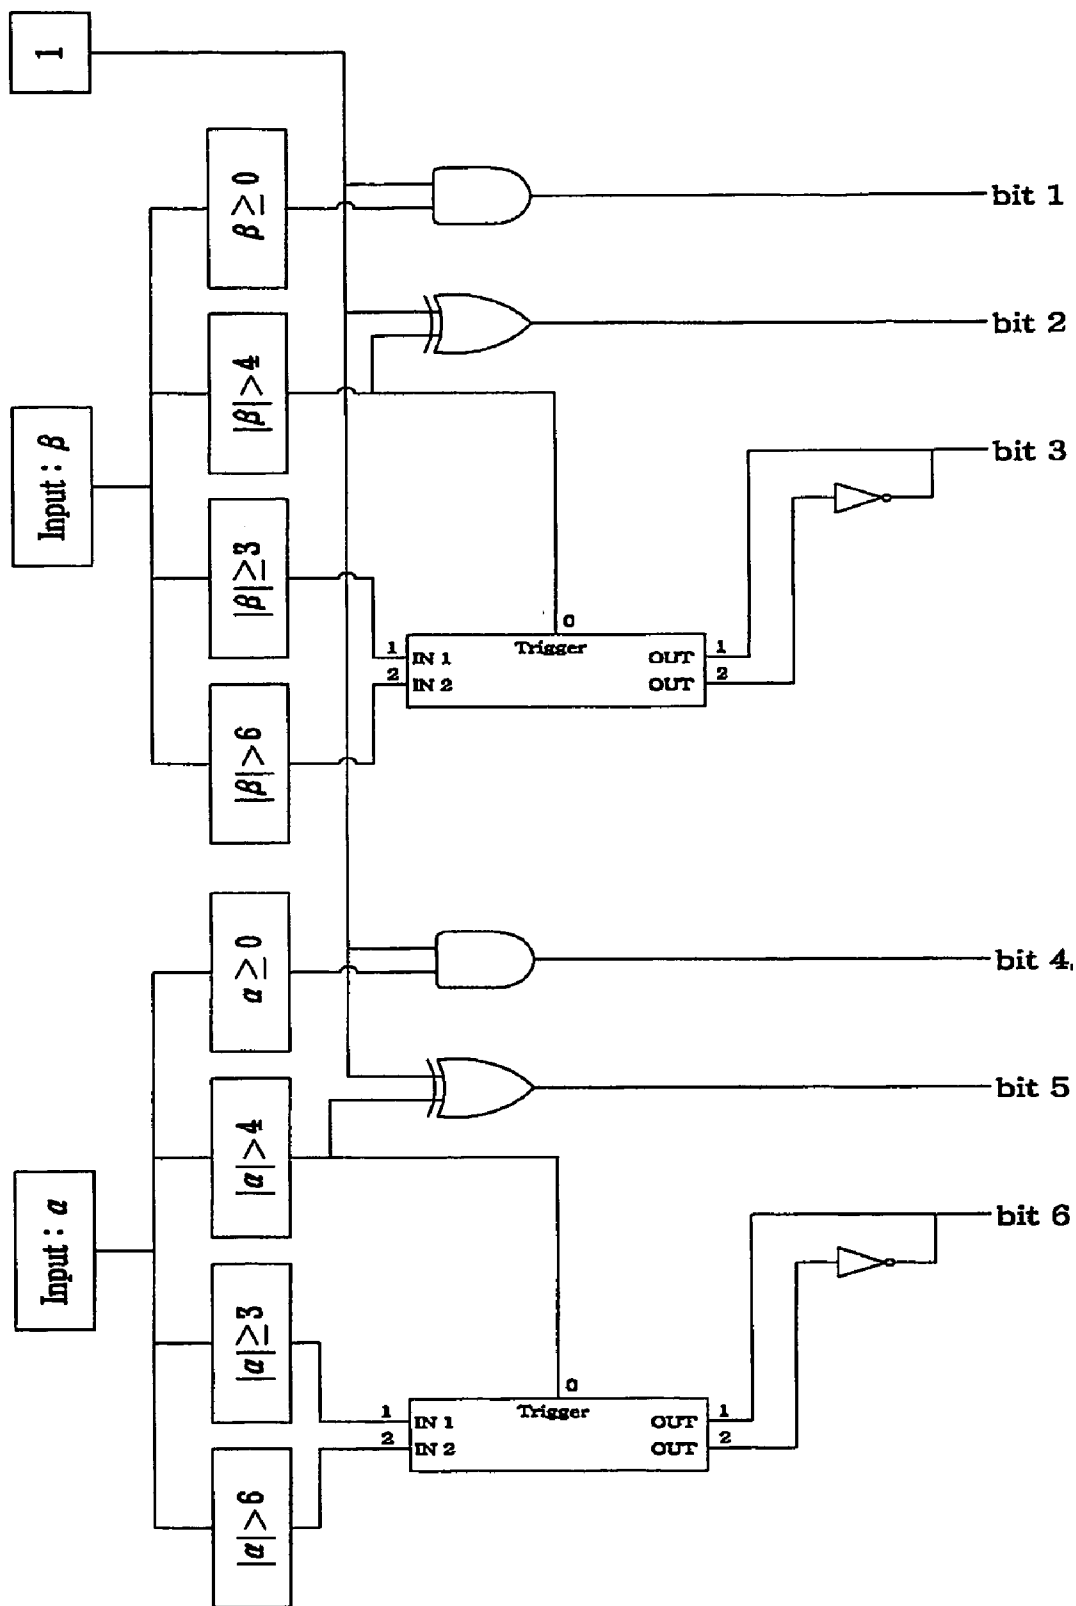 1
β ≥ 0
bit 1
|β| > 4
bit 2
Input : β
bit 3
|β| ≥ 3
0
Trigger
1 IN 1 OUT 1
2 IN 2 OUT 2
|β| > 6
α ≥ 0
bit 4.
|α| > 4
bit 5
Input : α
bit 6
|α| ≥ 3
0
Trigger
1 IN 1 OUT 1
2 IN 2 OUT 2
|α| > 6